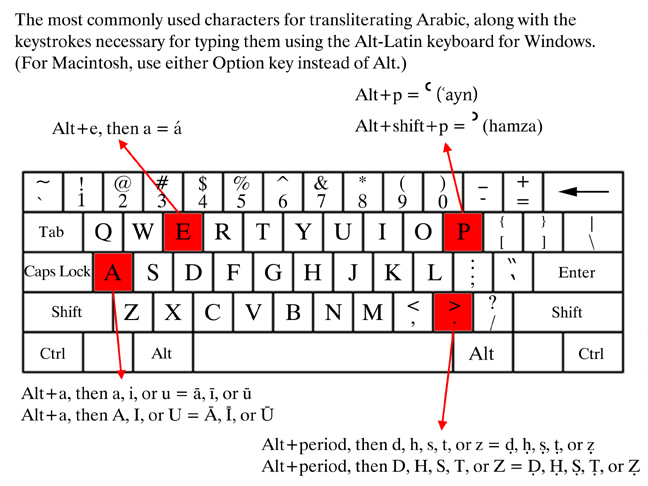 The most commonly used characters for transliterating Arabic, along with the
keystrokes necessary for typing them using the Alt-Latin keyboard for Windows.
(For Macintosh, use either Option key instead of Alt.)
Alt+p = ʿ (ʿayn)
Alt+e, then a = á
Alt+shift+p = ʾ (hamza)
~ ! @ # $ % ^ & * ( ) _ +
` 1 2 3 4 5 6 7 8 9 0 - =
Tab Q W E R T Y U I O P { } |
[ ] \
Caps Lock A S D F G H J K L : " Enter
; '
Shift Z X C V B N M < > ? Shift
, . /
Ctrl Alt Alt Ctrl
Alt+a, then a, i, or u = ā, ī, or ū
Alt+a, then A, I, or U = Ā, Ī, or Ū
Alt+period, then d, h, s, t, or z = ḍ, ḥ, ṣ, ṭ, or ẓ
Alt+period, then D, H, S, T, or Z = Ḍ, Ḥ, Ṣ, Ṭ, or Ẓ